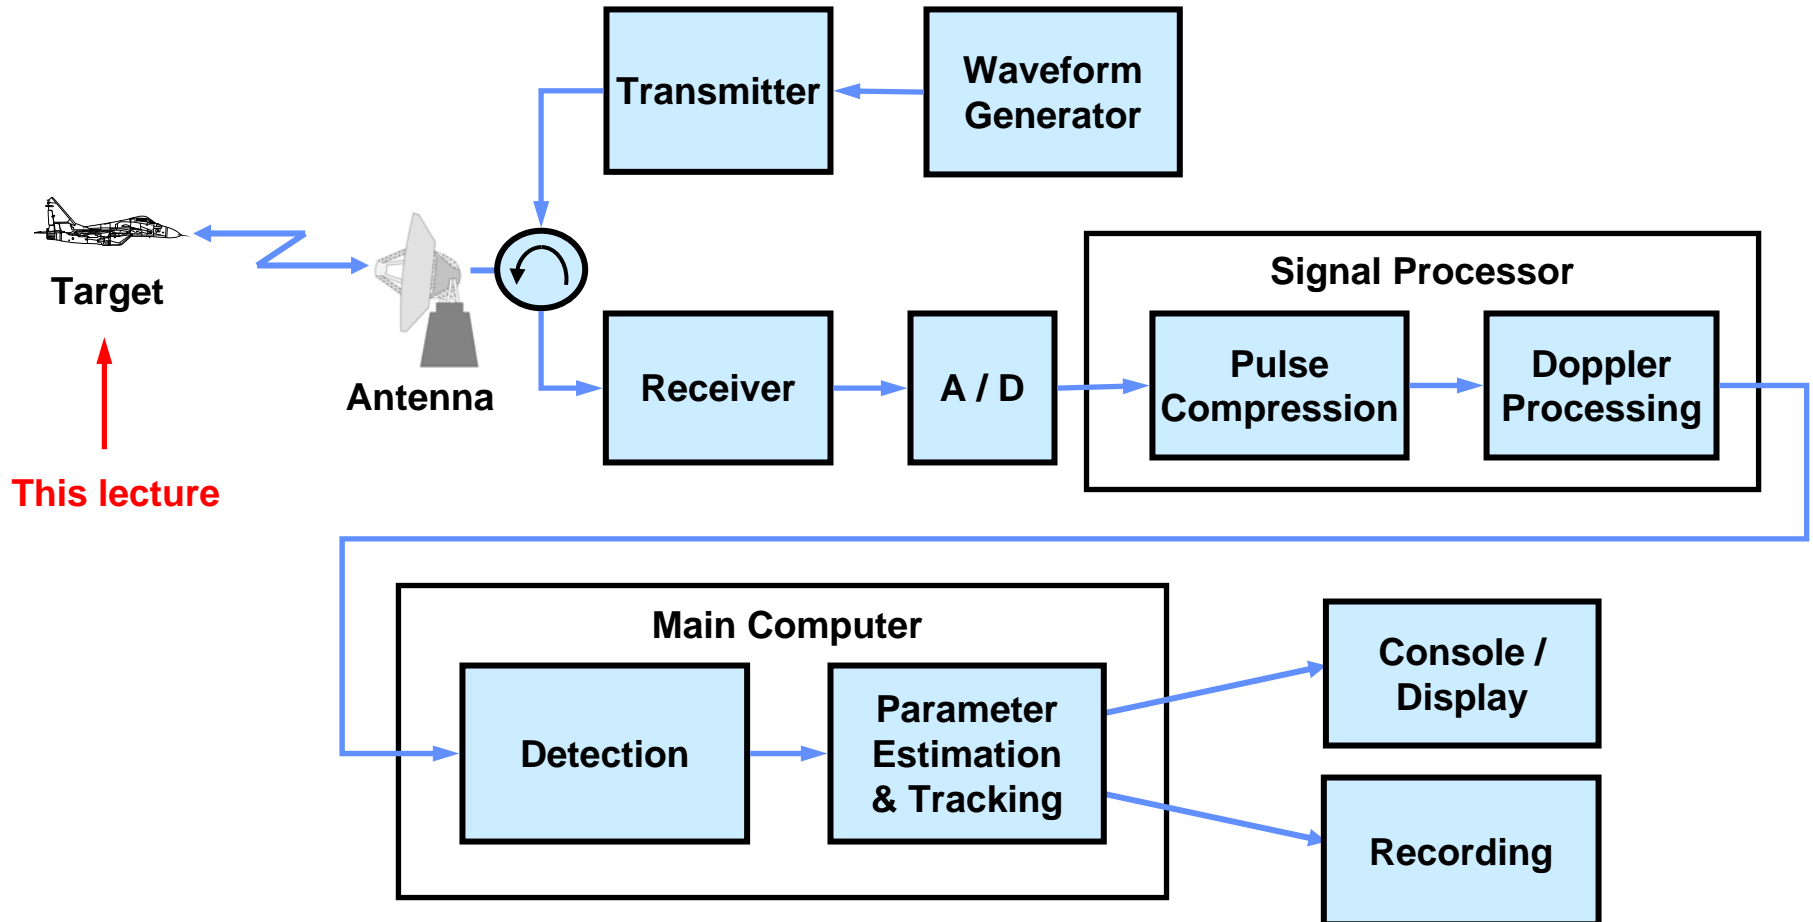 Transmitter
Waveform
Generator
Target
Antenna
This lecture
Signal Processor
Receiver
A / D
Pulse
Compression
Doppler
Processing
Main Computer
Detection
Parameter
Estimation
& Tracking
Console /
Display
Recording